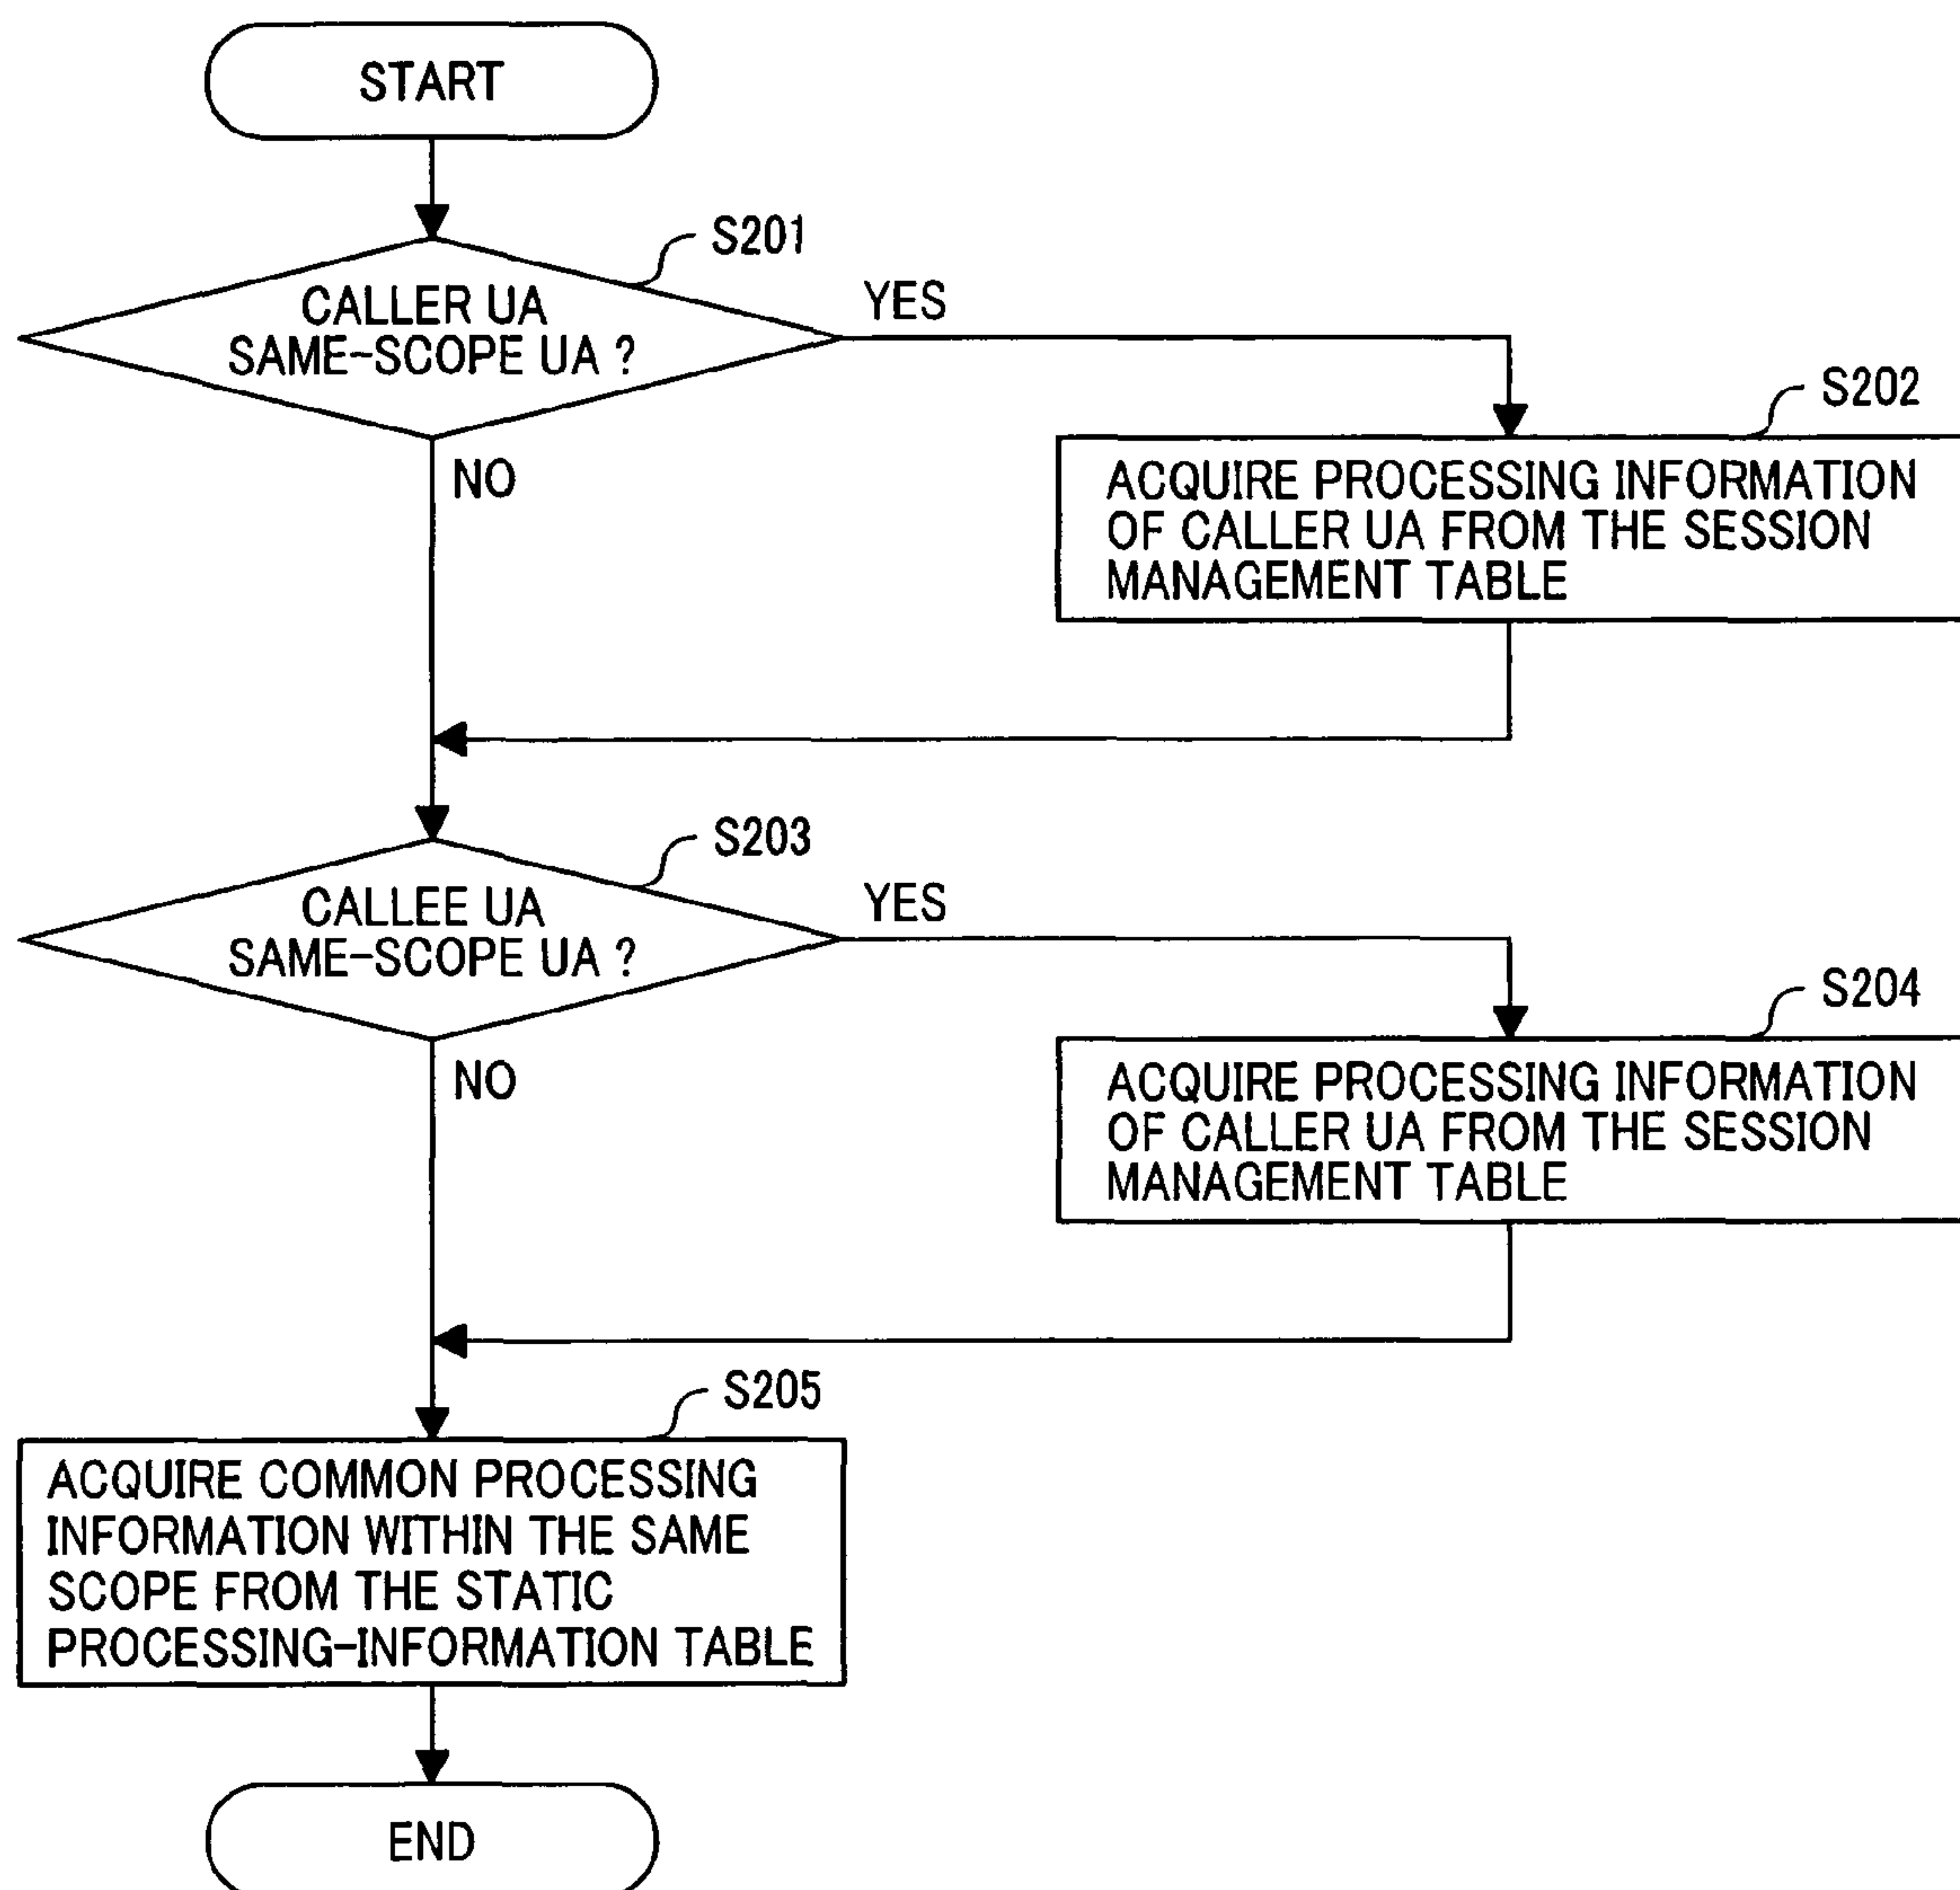 START
S201
CALLER UA
SAME-SCOPE UA ?
YES
NO
S202
ACQUIRE PROCESSING INFORMATION
OF CALLER UA FROM THE SESSION
MANAGEMENT TABLE
S203
CALLEE UA
SAME-SCOPE UA ?
YES
NO
S204
ACQUIRE PROCESSING INFORMATION
OF CALLER UA FROM THE SESSION
MANAGEMENT TABLE
S205
ACQUIRE COMMON PROCESSING
INFORMATION WITHIN THE SAME
SCOPE FROM THE STATIC
PROCESSING-INFORMATION TABLE
END